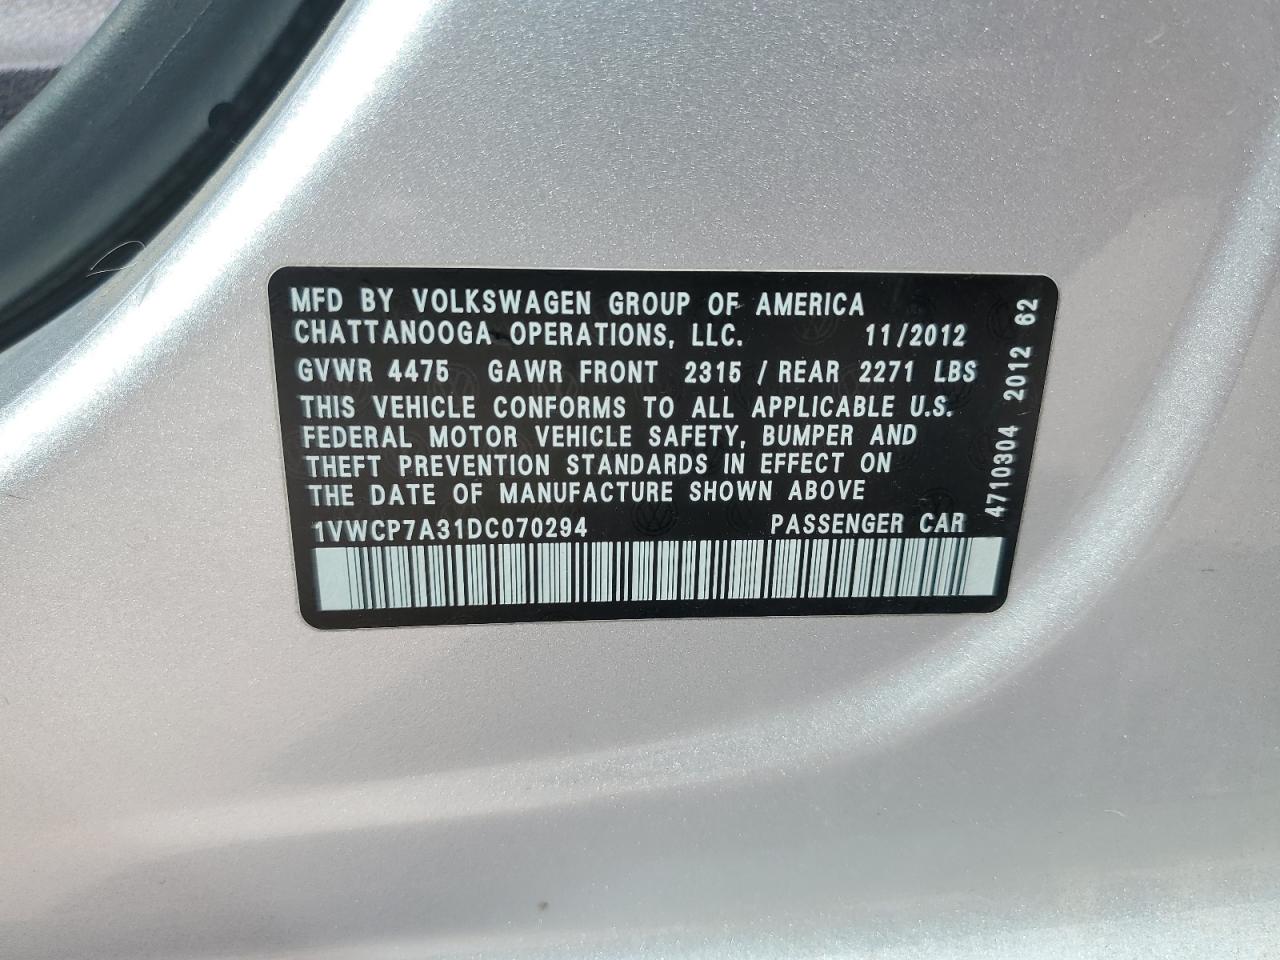 MFD BY VOLKSWAGEN GROUP OF AMERICA
CHATTANOOGA OPERATIONS, LLC. 11/2012
GVWR 4475 GAWR FRONT 2315 / REAR 2271 LBS
THIS VEHICLE CONFORMS TO ALL APPLICABLE U.S.
FEDERAL MOTOR VEHICLE SAFETY, BUMPER AND
THEFT PREVENTION STANDARDS IN EFFECT ON
THE DATE OF MANUFACTURE SHOWN ABOVE
1VWCP7A31DC070294 PASSENGER CAR
4710304 2012 62